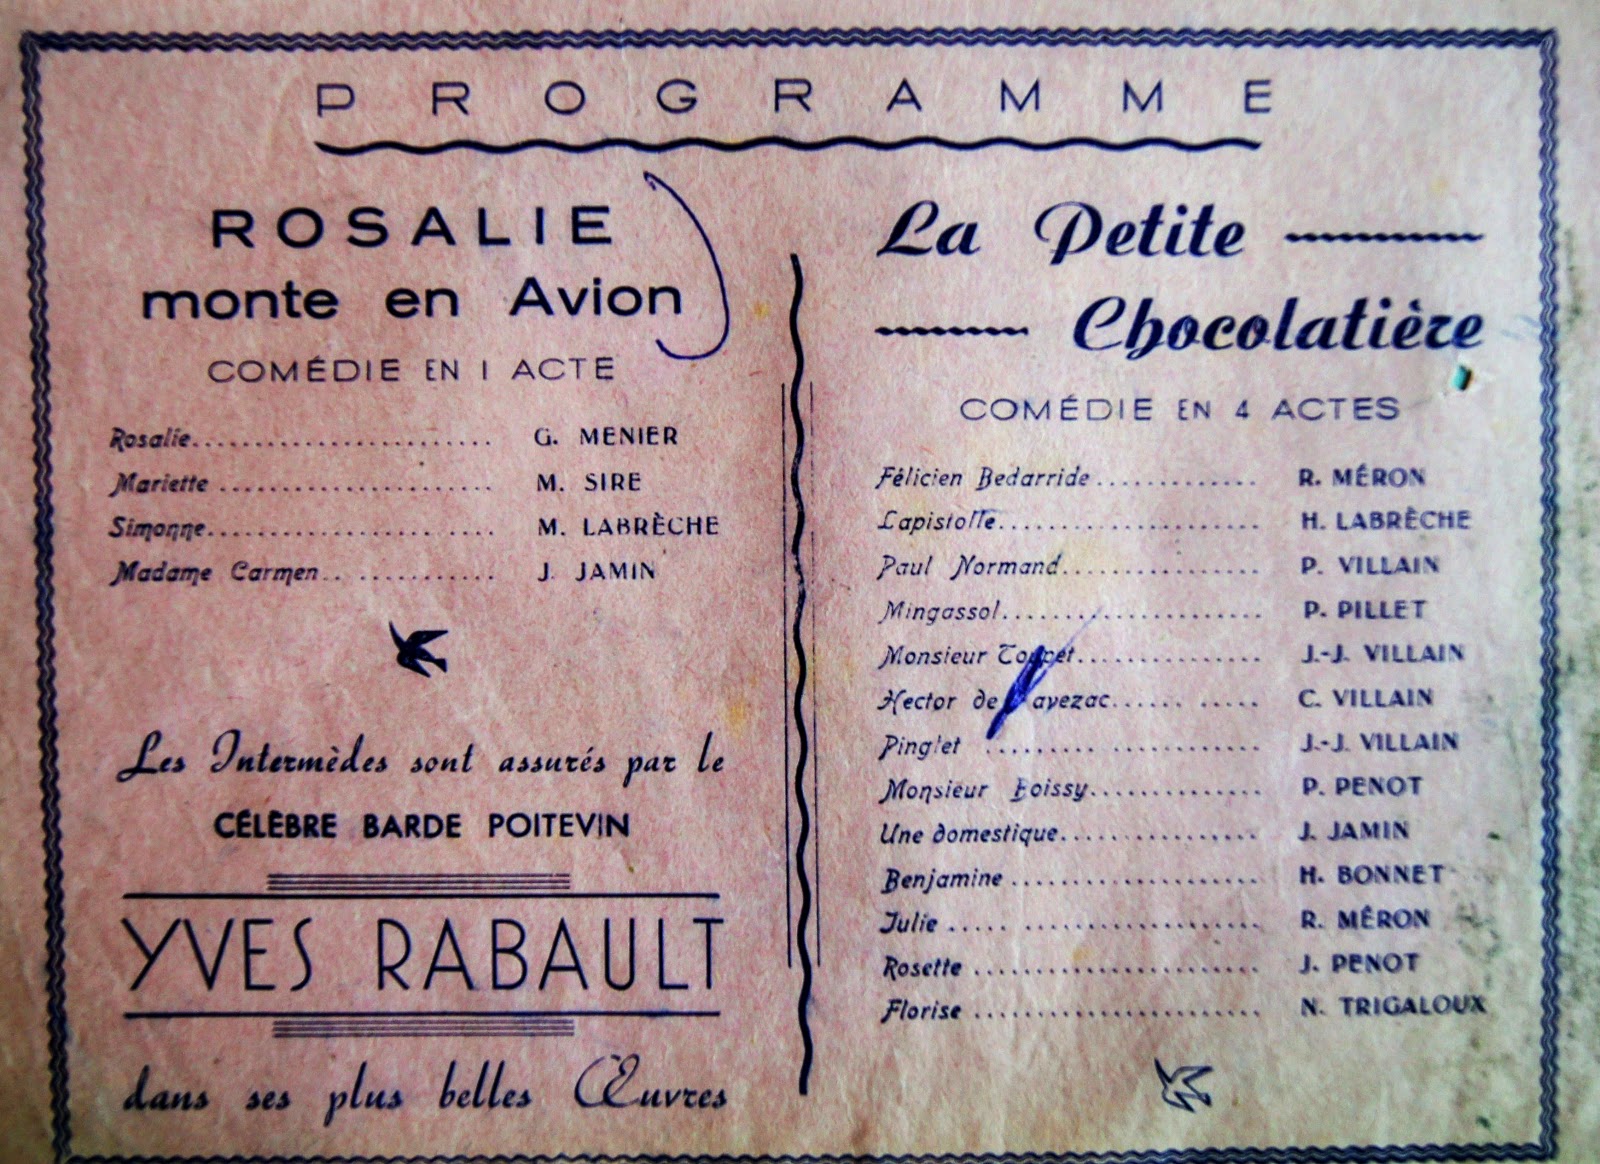 PROGRAMME
ROSALIE
monte en Avion
COMÉDIE EN 1 ACTE
Rosalie........................ G. MENIER
Mariette ....................... M. SIRE
Simonne........................ M. LABRÈCHE
Madame Carmen.. ............ J. JAMIN
Les Intermèdes sont assurés par le
CÉLÈBRE BARDE POITEVIN
YVES RABAULT
dans ses plus belles Œuvres
La Petite
Chocolatière
COMÉDIE EN 4 ACTES
Félicien Bedarride ............. R. MÉRON
Lapistolle..................... H. LABRÈCHE
Paul Normand................ P. VILLAIN
Mingassol..................... P. PILLET
Monsieur ............... J.-J. VILLAIN
Hector de ...... ..... C. VILLAIN
Pinglet ......... ............ J.-J. VILLAIN
Monsieur Boissy.............. P. PENOT
Une domestique................ J. JAMIN
Benjamine .................... H. BONNET
Julie ..... ................... R. MÉRON
Rosette ....................... J. PENOT
Florise ....................... N. TRIGALOUX